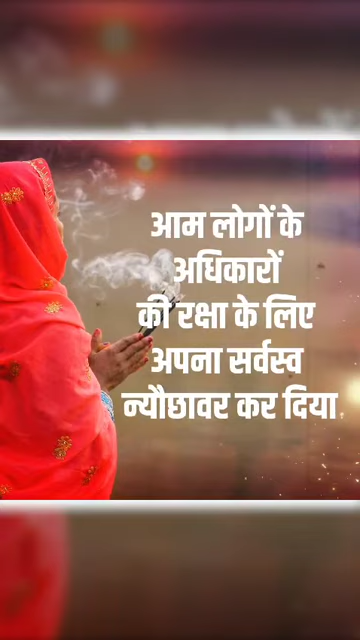 आम लोगों के
अधिकारों
की रक्षा के लिए
अपना सर्वस्व
न्यौछावर कर दिया